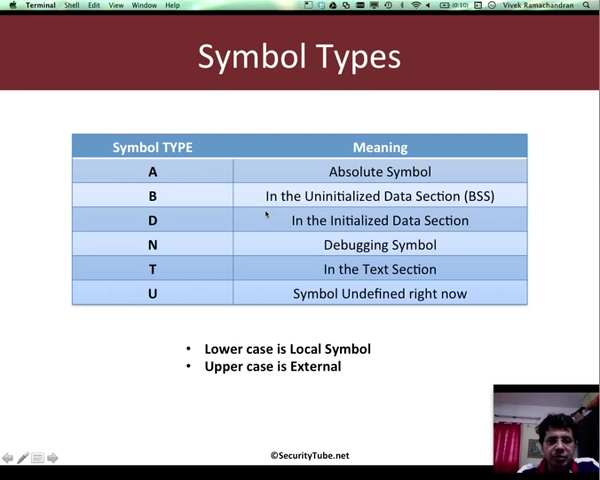 Terminal Shell Edit View Window Help (0:10) Vivek Ramachandran
Symbol Types
Symbol TYPE Meaning
A Absolute Symbol
B In the Uninitialized Data Section (BSS)
D In the Initialized Data Section
N Debugging Symbol
T In the Text Section
U Symbol Undefined right now
• Lower case is Local Symbol
• Upper case is External
©SecurityTube.net